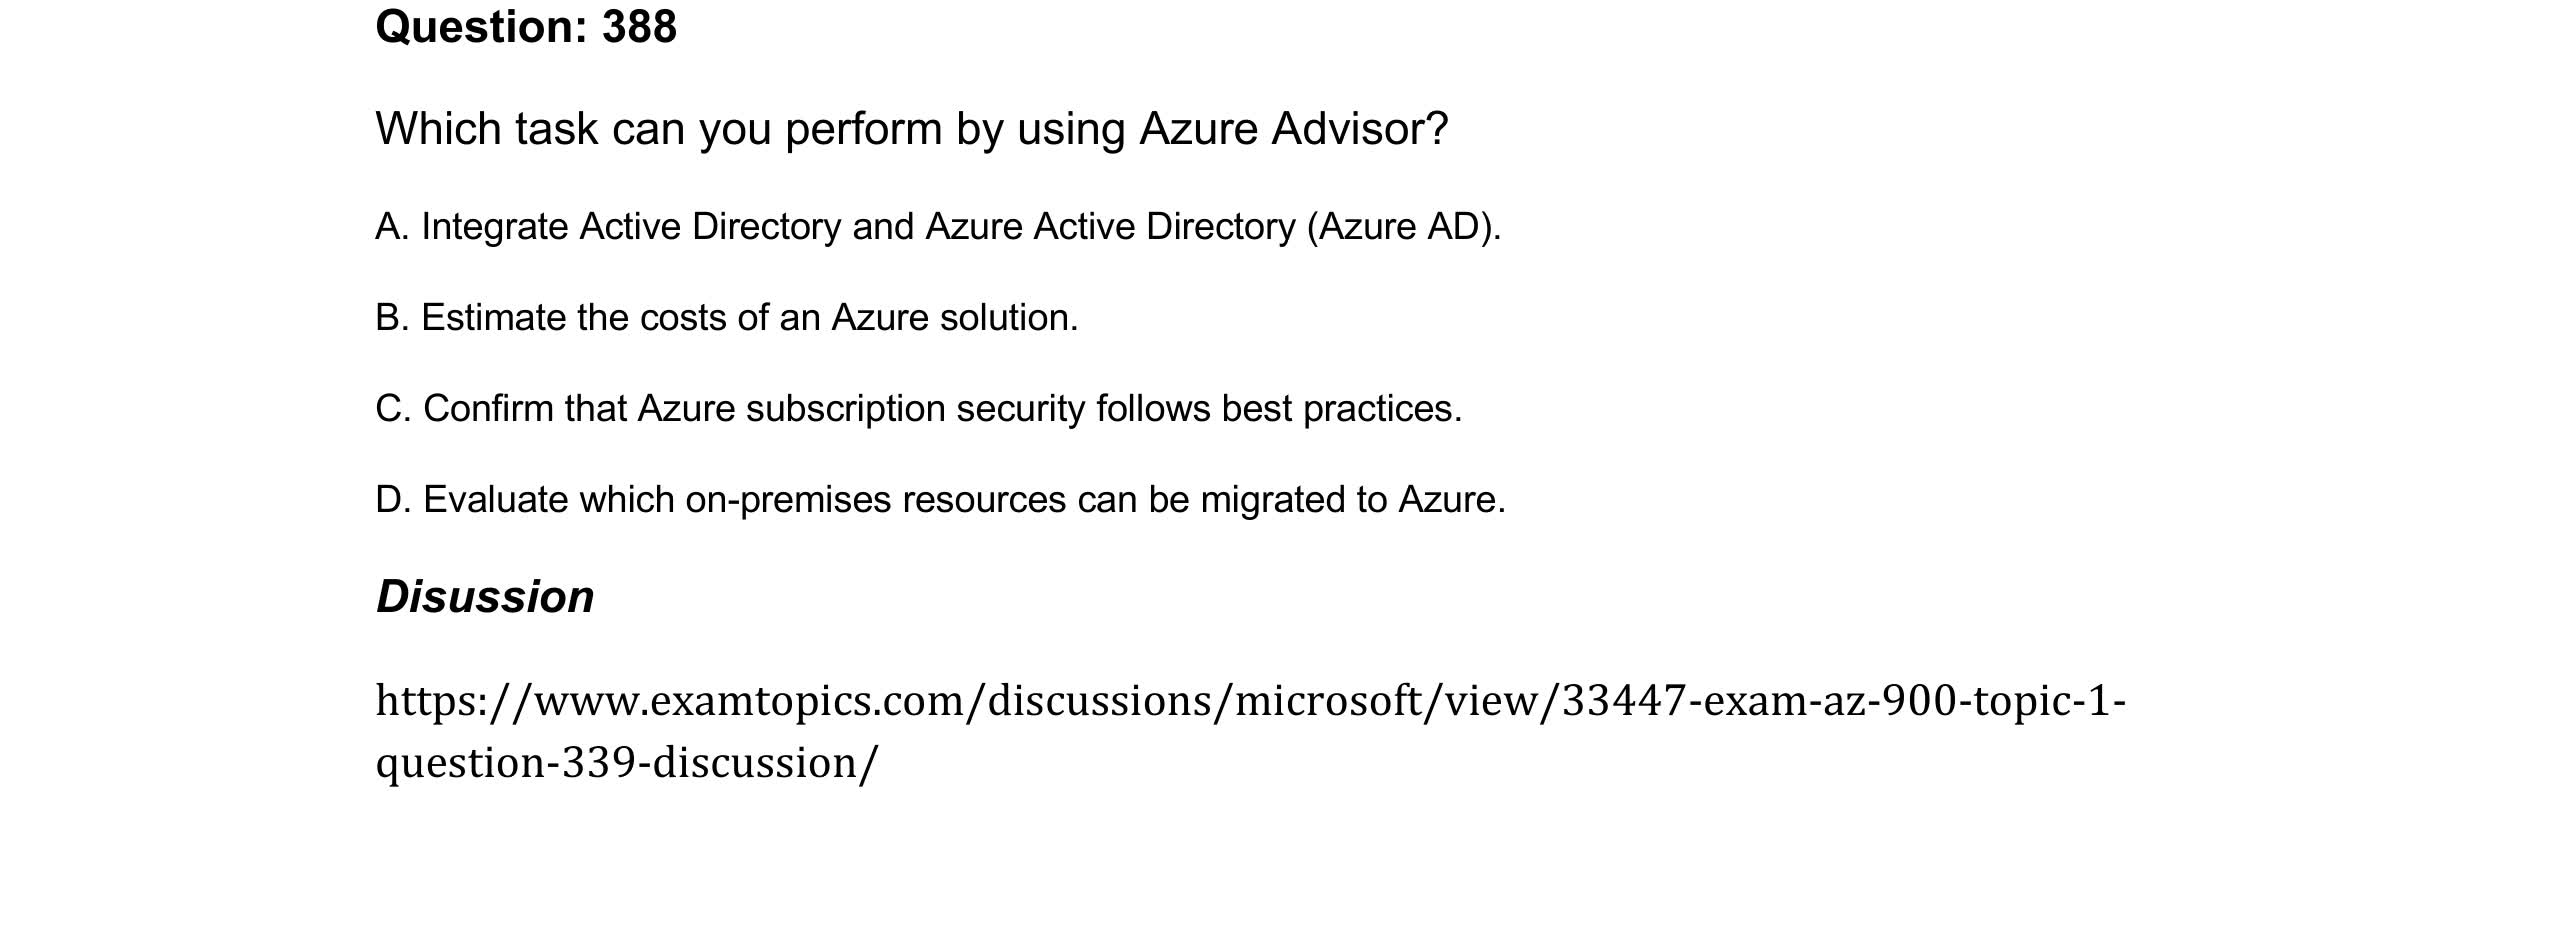 Question: 388
Which task can you perform by using Azure Advisor?
A. Integrate Active Directory and Azure Active Directory (Azure AD).
B. Estimate the costs of an Azure solution.
C. Confirm that Azure subscription security follows best practices.
D. Evaluate which on-premises resources can be migrated to Azure.
Disussion
https://www.examtopics.com/discussions/microsoft/view/33447-exam-az-900-topic-1-
question-339-discussion/